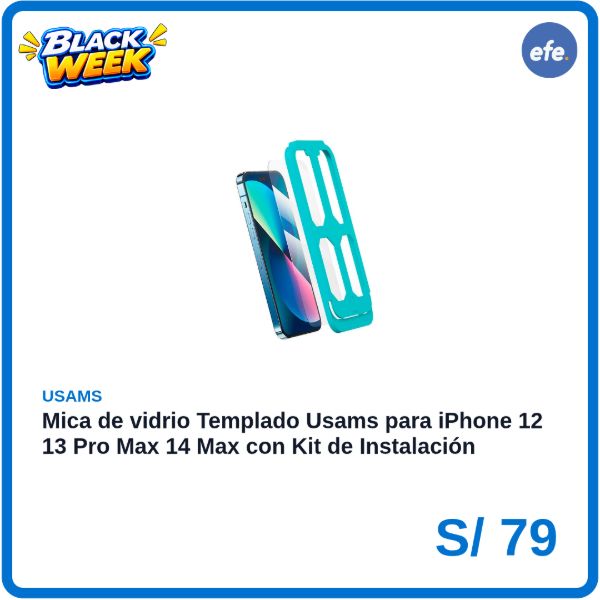 BLACK
WEEK
efe.
USAMS
Mica de vidrio Templado Usams para iPhone 12
13 Pro Max 14 Max con Kit de Instalación
S/ 79